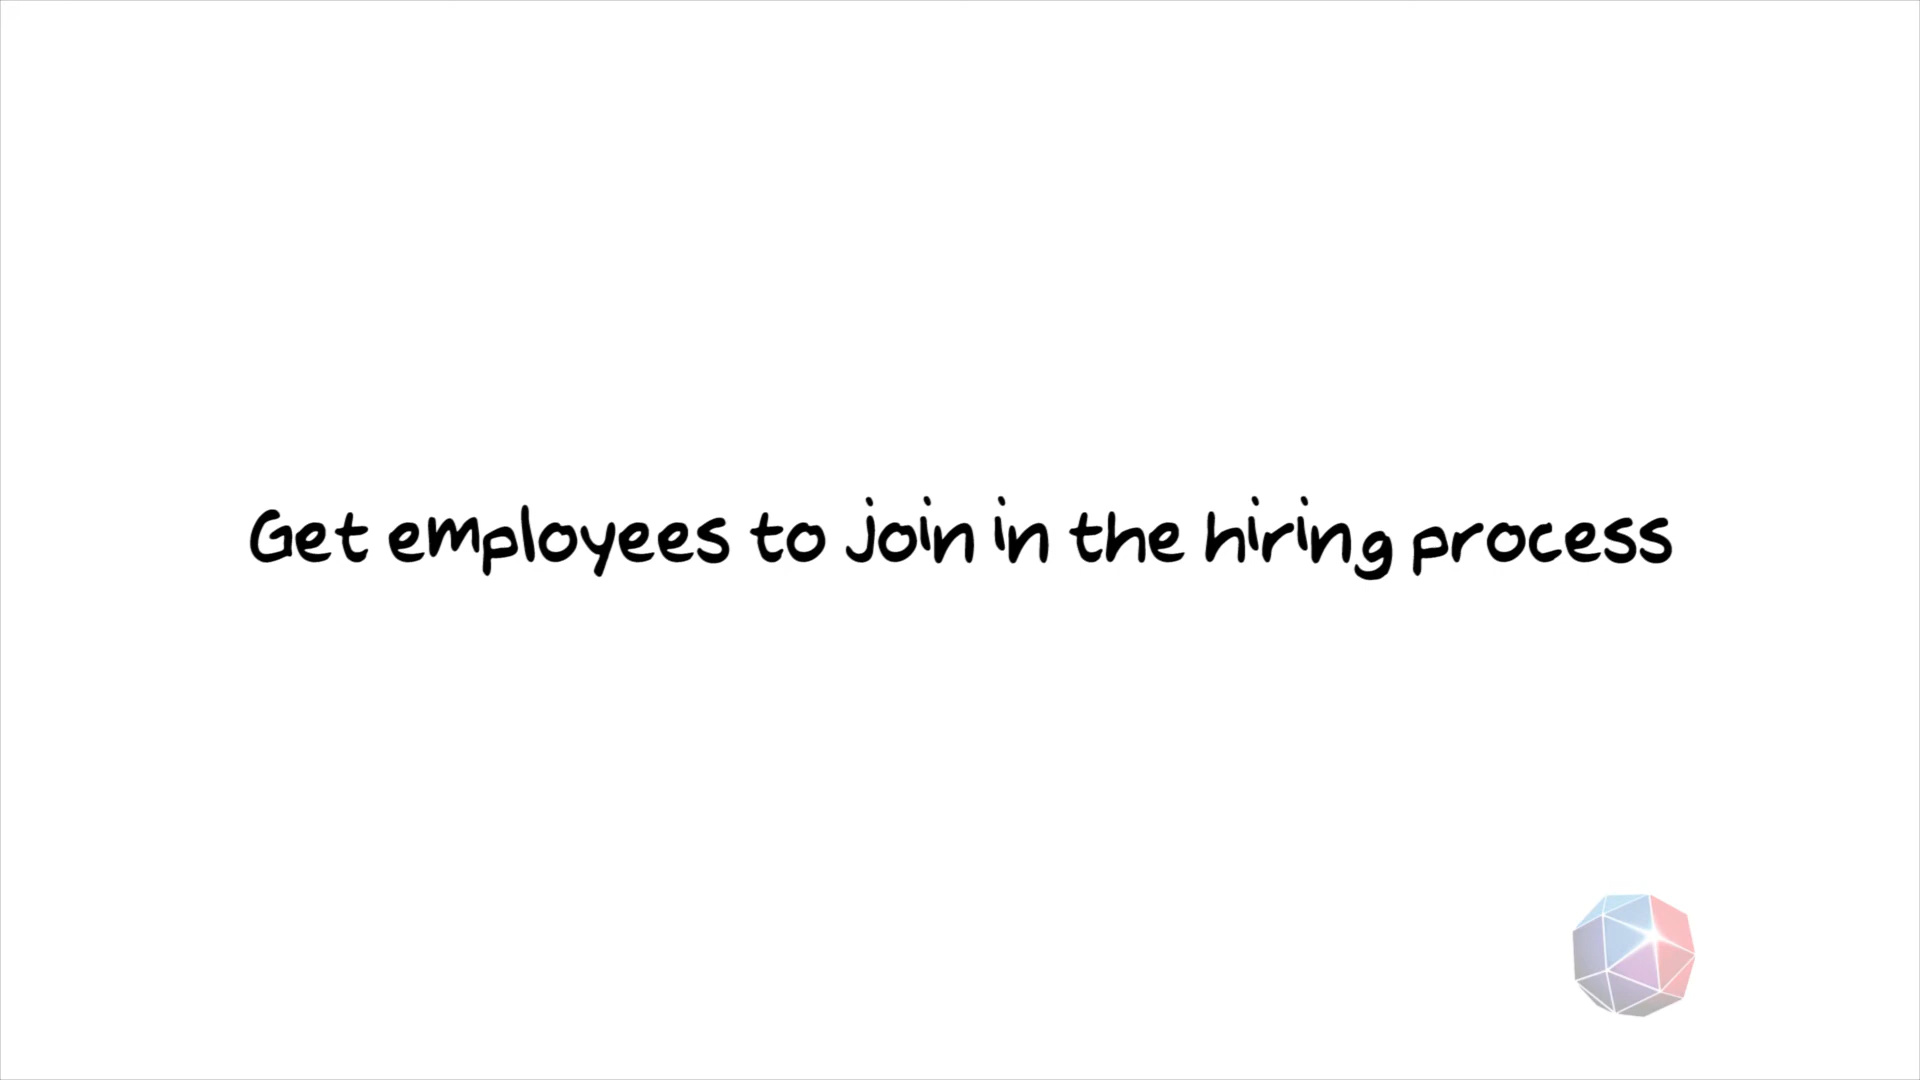 Get employees to join in the hiring process